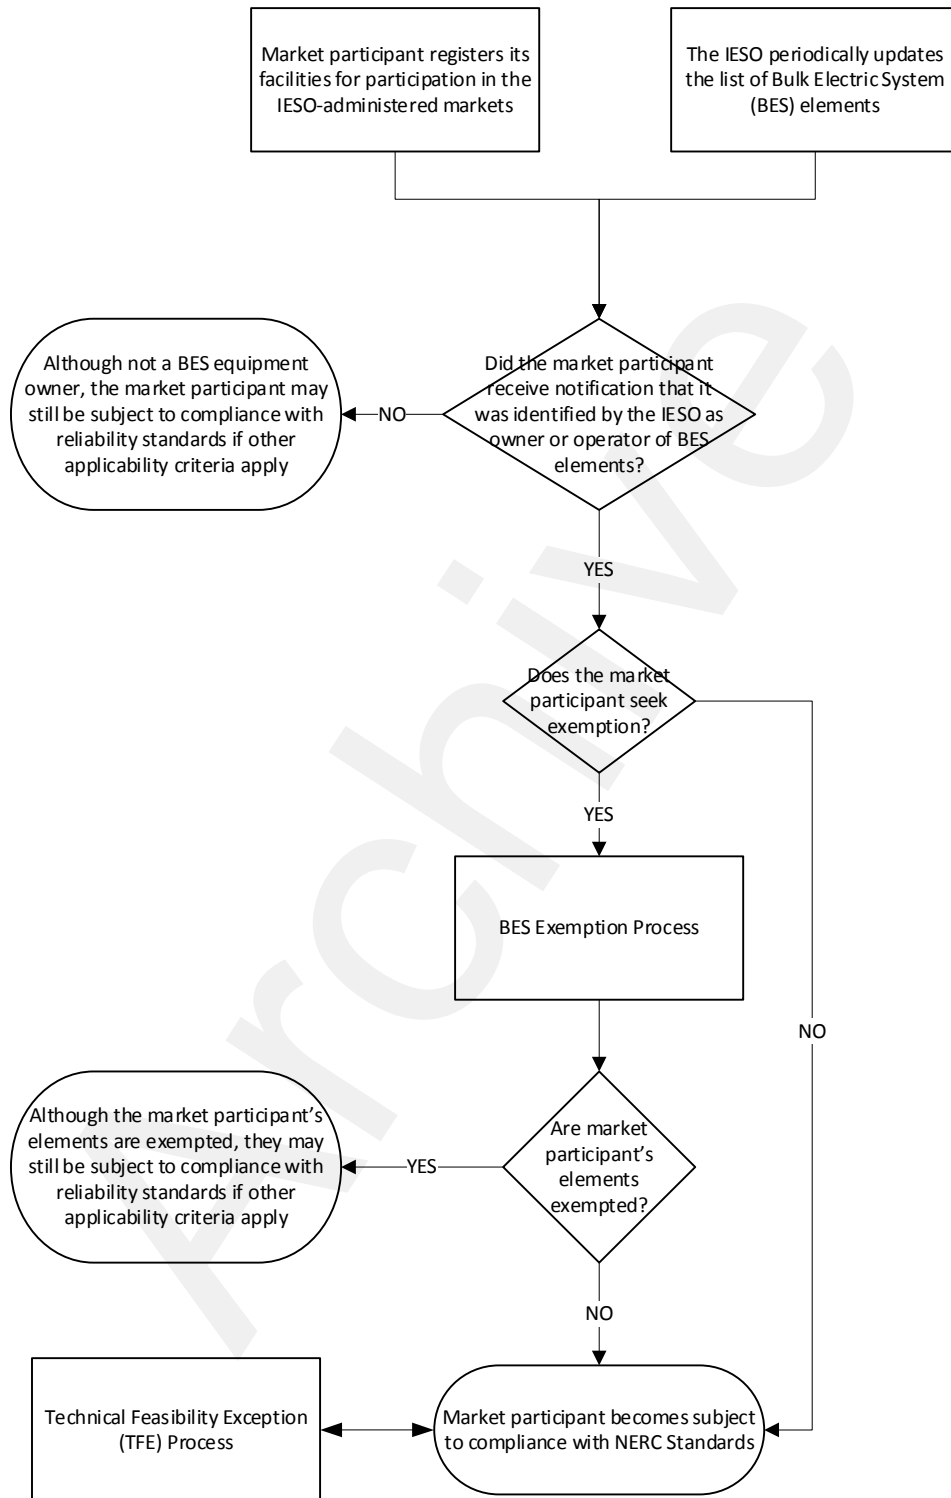 Market participant registers its
facilities for participation in the
IESO-administered markets
The IESO periodically updates
the list of Bulk Electric System
(BES) elements
Although not a BES equipment
owner, the market participant may
still be subject to compliance with
reliability standards if other
applicability criteria apply
NO
Did the market participant
receive notification that it
was identified by the IESO as
owner or operator of BES
elements?
YES
Does the market
participant seek
exemption?
YES
BES Exemption Process
NO
Although the market participant’s
elements are exempted, they may
still be subject to compliance with
reliability standards if other
applicability criteria apply
YES
Are market
participant’s
elements
exempted?
NO
Technical Feasibility Exception
(TFE) Process
Market participant becomes subject
to compliance with NERC Standards
Archive